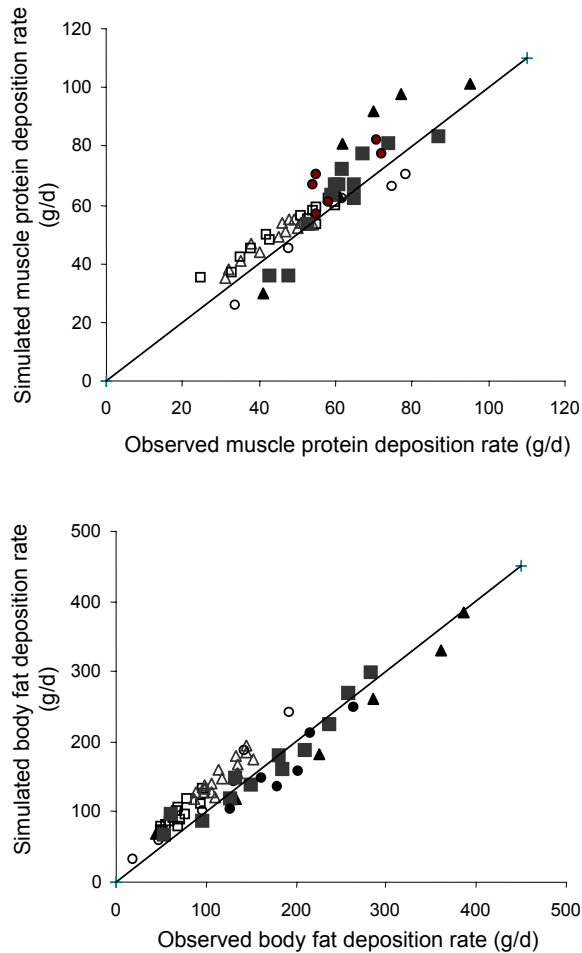 Simulated muscle protein deposition rate
(g/d)
120
100
80
60
40
20
0
0 20 40 60 80 100 120
Observed muscle protein deposition rate (g/d)
Simulated body fat deposition rate
(g/d)
500
400
300
200
100
0
0 100 200 300 400 500
Observed body fat deposition rate (g/d)